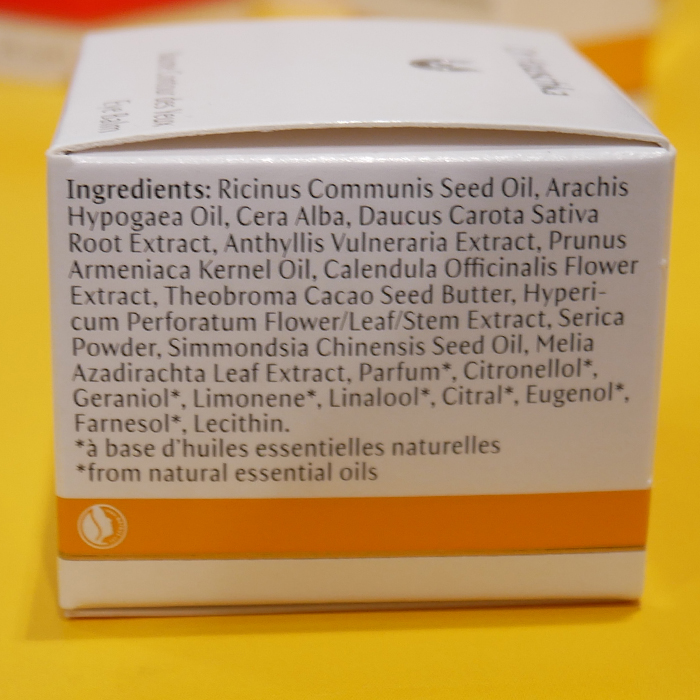 Eye Balm
Ingredients: Ricinus Communis Seed Oil, Arachis
Hypogaea Oil, Cera Alba, Daucus Carota Sativa
Root Extract, Anthyllis Vulneraria Extract, Prunus
Armeniaca Kernel Oil, Calendula Officinalis Flower
Extract, Theobroma Cacao Seed Butter, Hyperi-
cum Perforatum Flower/Leaf/Stem Extract, Serica
Powder, Simmondsia Chinensis Seed Oil, Melia
Azadirachta Leaf Extract, Parfum*, Citronellol*,
Geraniol*, Limonene*, Linalool*, Citral*, Eugenol*,
Farnesol*, Lecithin.
*à base d'huiles essentielles naturelles
*from natural essential oils